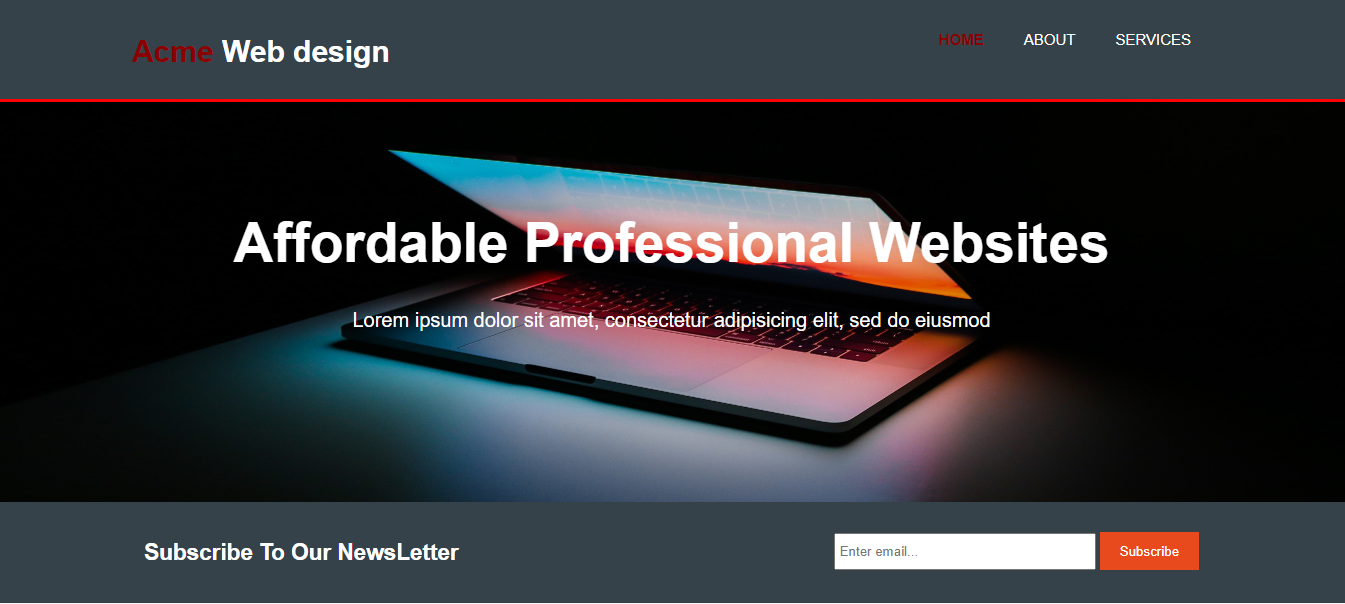 Acme Web design
HOME ABOUT SERVICES
Affordable Professional Websites
Lorem ipsum dolor sit amet, consectetur adipisicing elit, sed do eiusmod
Subscribe To Our NewsLetter
Enter email...
Subscribe